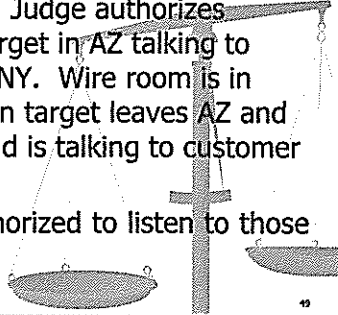 Judge authorizes
rget in AZ talking to
NY. Wire room is in
n target leaves AZ and
d is talking to customer
horized to listen to those
49